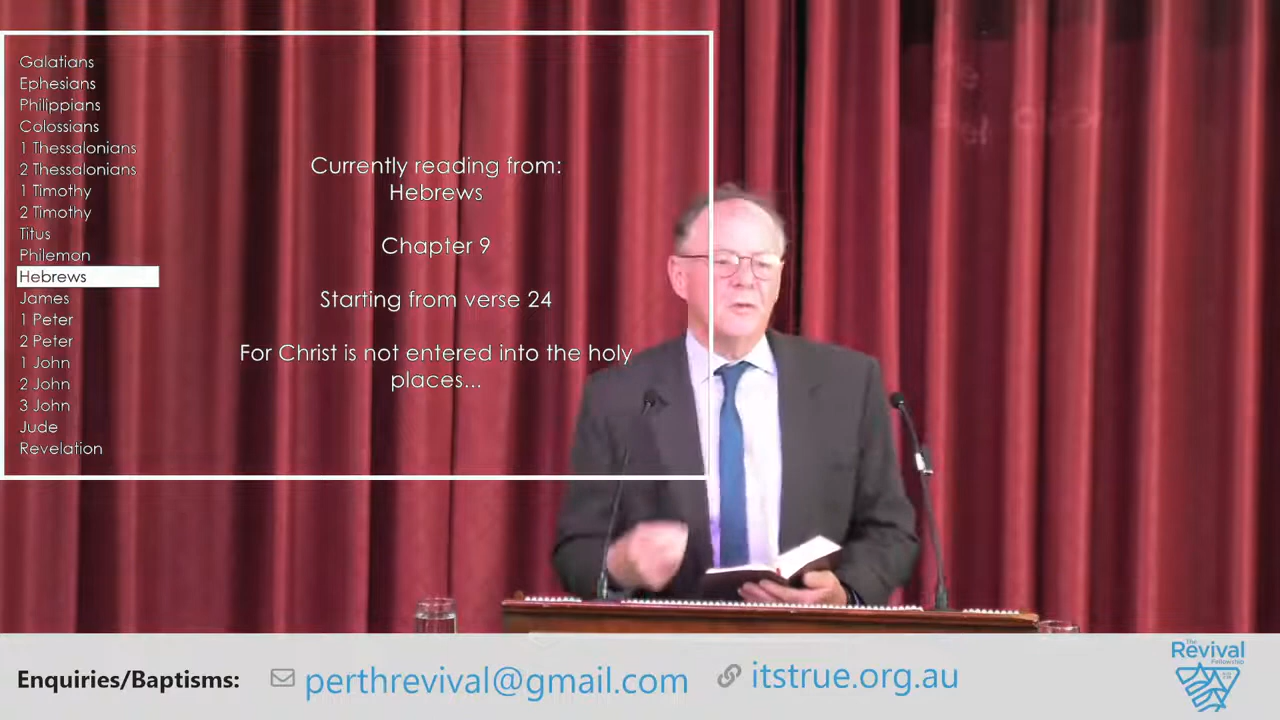 Galatians
Ephesians
Philippians
Colossians
1 Thessalonians
2 Thessalonians
1 Timothy
2 Timothy
Titus
Philemon
Hebrews
James
1 Peter
2 Peter
1 John
2 John
3 John
Jude
Revelation
Currently reading from:
Hebrews
Chapter 9
Starting from verse 24
For Christ is not entered into the holy
places...
Enquiries/Baptisms:
perthrevival@gmail.com
itstrue.org.au
The
Revival
Fellowship